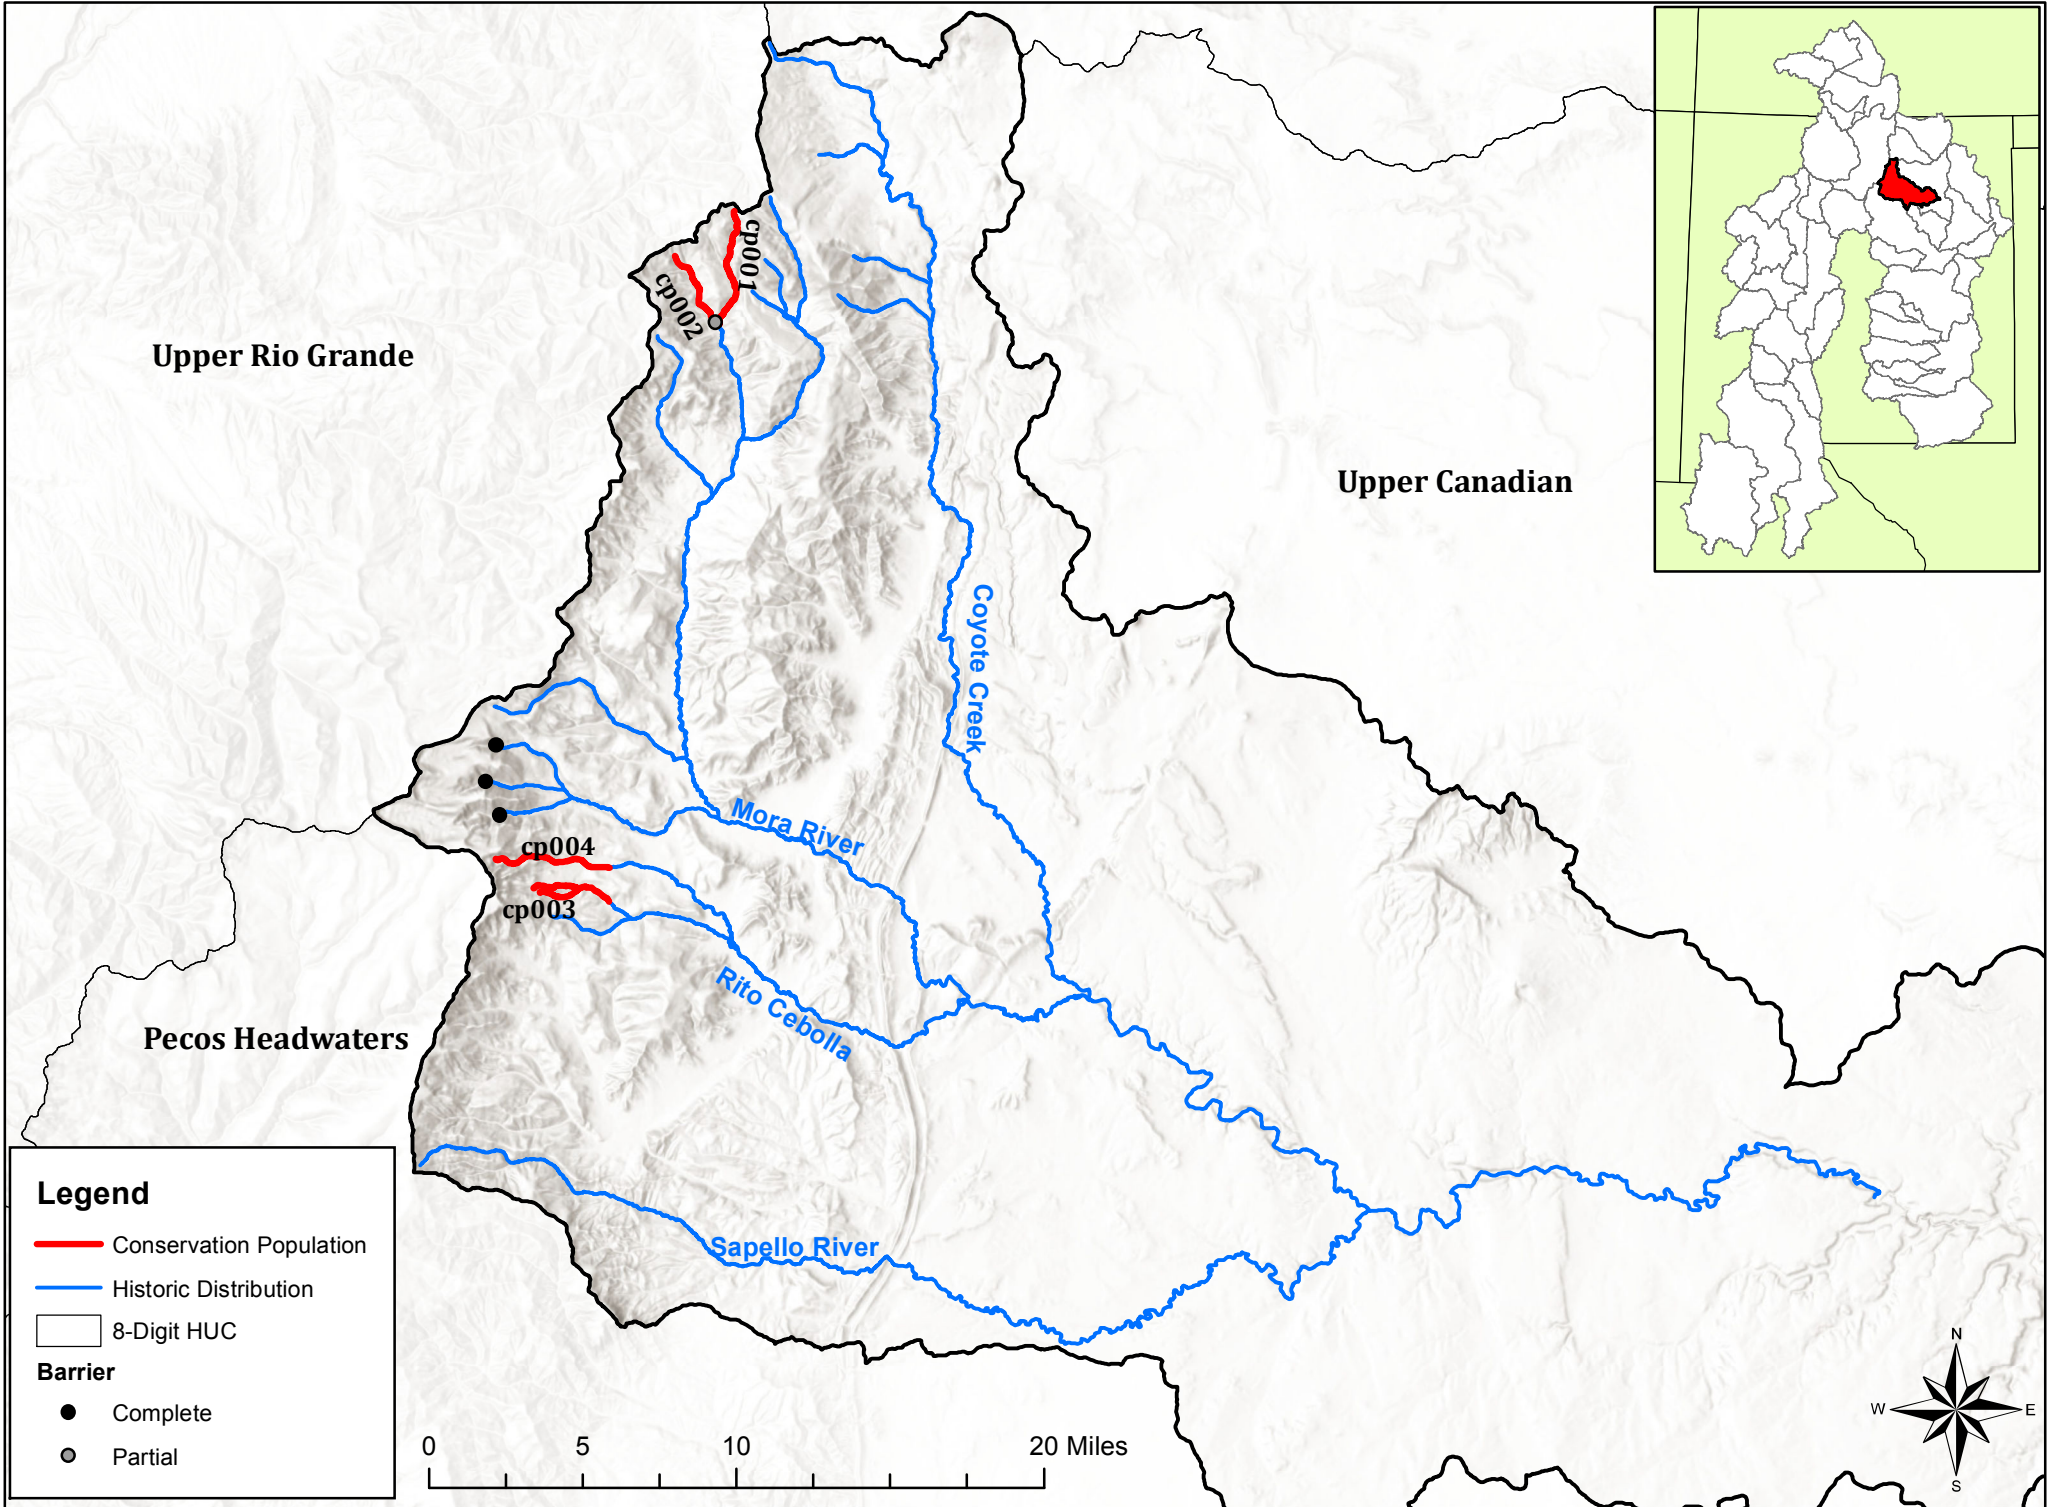 cp001
cp002
Upper Rio Grande
Upper Canadian
Coyote Creek
Mora River
cp004
cp003
Rito Cebolla
Pecos Headwaters
Sapello River
Legend
Conservation Population
Historic Distribution
8-Digit HUC
Barrier
Complete
Partial
0 5 10 20 Miles
N
W E
S